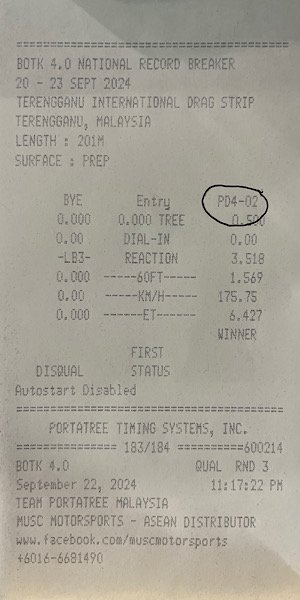 ========================================
BOTK 4.0 NATIONAL RECORD BREAKER
20 - 23 SEPT 2024
TERENGGANU INTERNATIONAL DRAG STRIP
TERENGGANU, MALAYSIA
LENGTH : 201M
SURFACE : PREP
BYE Entry PD4-02
0.000 0.000 TREE 0.500
0.00 DIAL-IN 0.00
-LB3- REACTION 3.518
0.000 -----60FT----- 1.569
0.00 -----KM/H----- 175.75
0.000 ------ET------ 6.427
WINNER
FIRST
DISQUAL STATUS
Autostart Disabled
========================================
PORTATREE TIMING SYSTEMS, INC.
=============== 183/184 ==========600214
BOTK 4.0 QUAL RND 3
September 22, 2024 11:17:22 PM
TEAM PORTATREE MALAYSIA
MUSC MOTORSPORTS - ASEAN DISTRIBUTOR
www.facebook.com/muscmotorsports
+6016-6681490